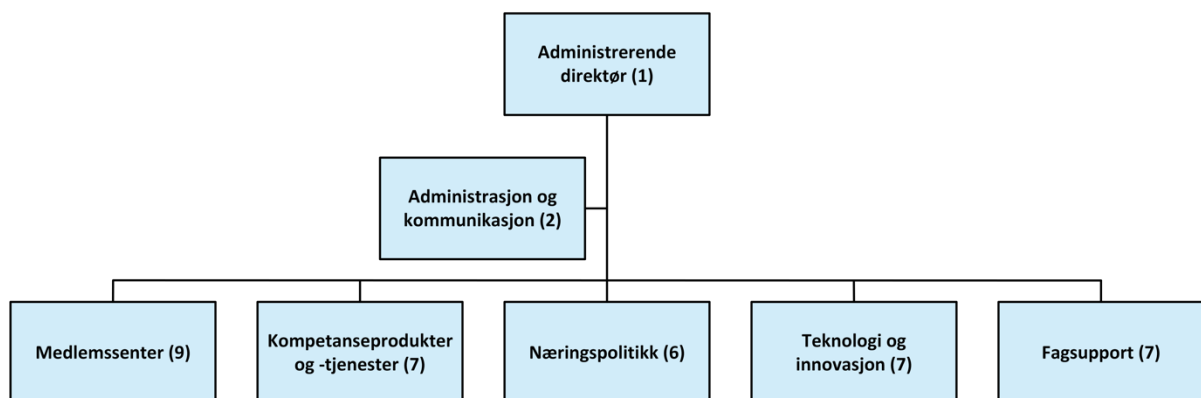 Administrerende
direktør (1)
Administrasjon og
kommunikasjon (2)
Medlemssenter (9)
Kompetanseprodukter
og -tjenester (7)
Næringspolitikk (6)
Teknologi og
innovasjon (7)
Fagsupport (7)